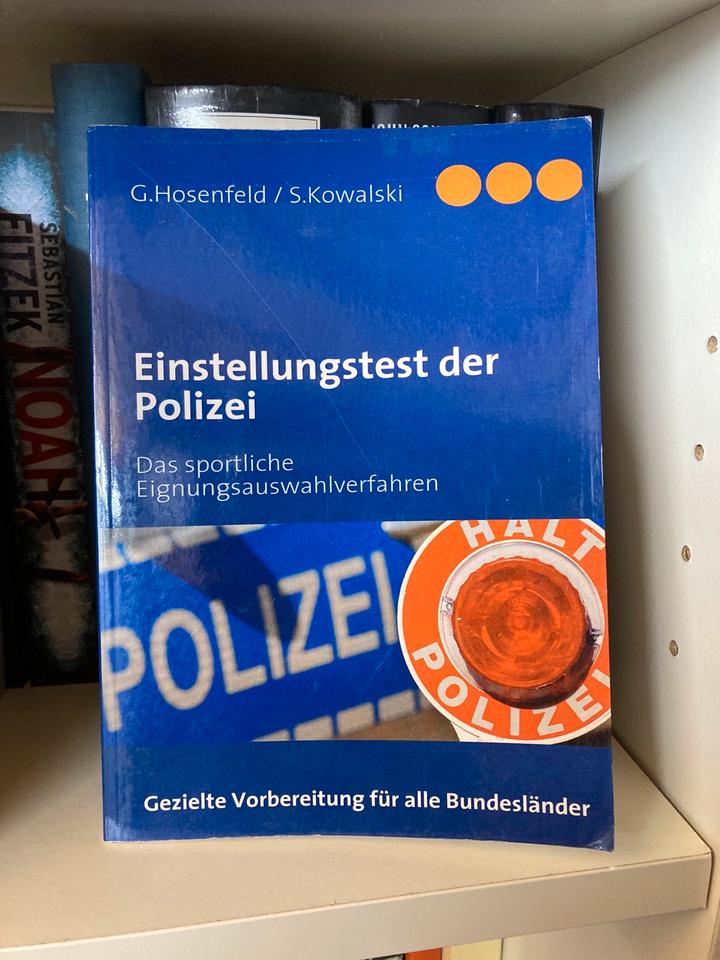 G.Hosenfeld / S.Kowalski
Einstellungstest der
Polizei
Das sportliche
Eignungsauswahlverfahren
POLIZEI
HALT
POLIZEI
Gezielte Vorbereitung für alle Bundesländer
SEBASTIAN
FITZEK
NOAH
JOHN